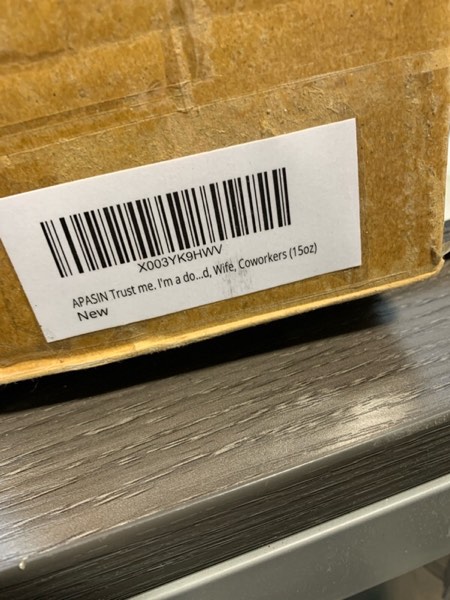 X003YK9HWV
APASIN Trust me. I'm a do...d, Wife, Coworkers (15oz)
New